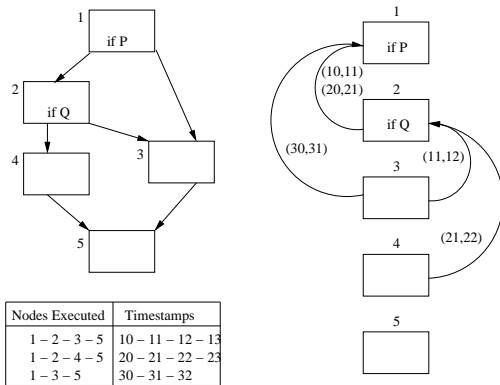 1
if P
2
if Q
4
3
5
1
if P
(10,11)
(20,21)
2
if Q
(30,31)
(11,12)
3
(21,22)
4
5
Nodes Executed Timestamps
1 – 2 – 3 – 5 10 – 11 – 12 – 13
1 – 2 – 4 – 5 20 – 21 – 22 – 23
1 – 3 – 5 30 – 31 – 32